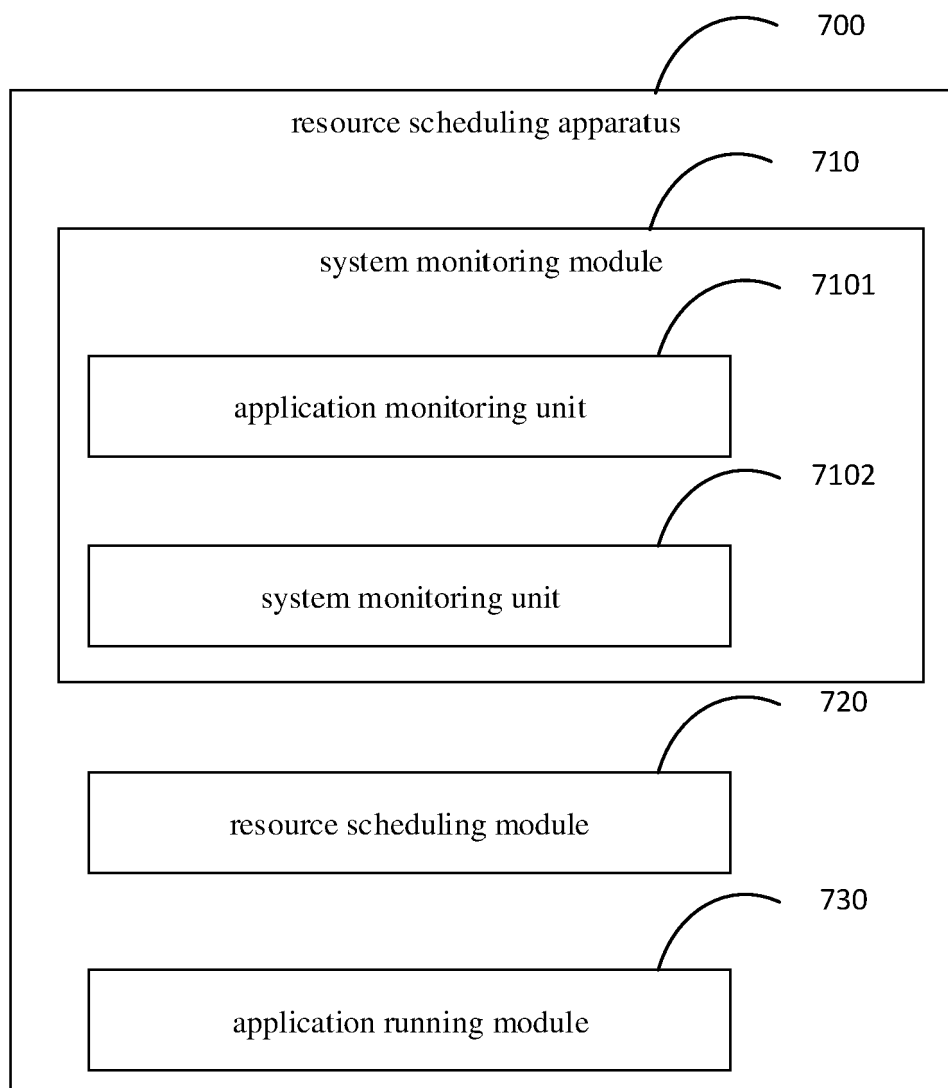 700
resource scheduling apparatus
710
system monitoring module
7101
application monitoring unit
7102
system monitoring unit
720
resource scheduling module
730
application running module